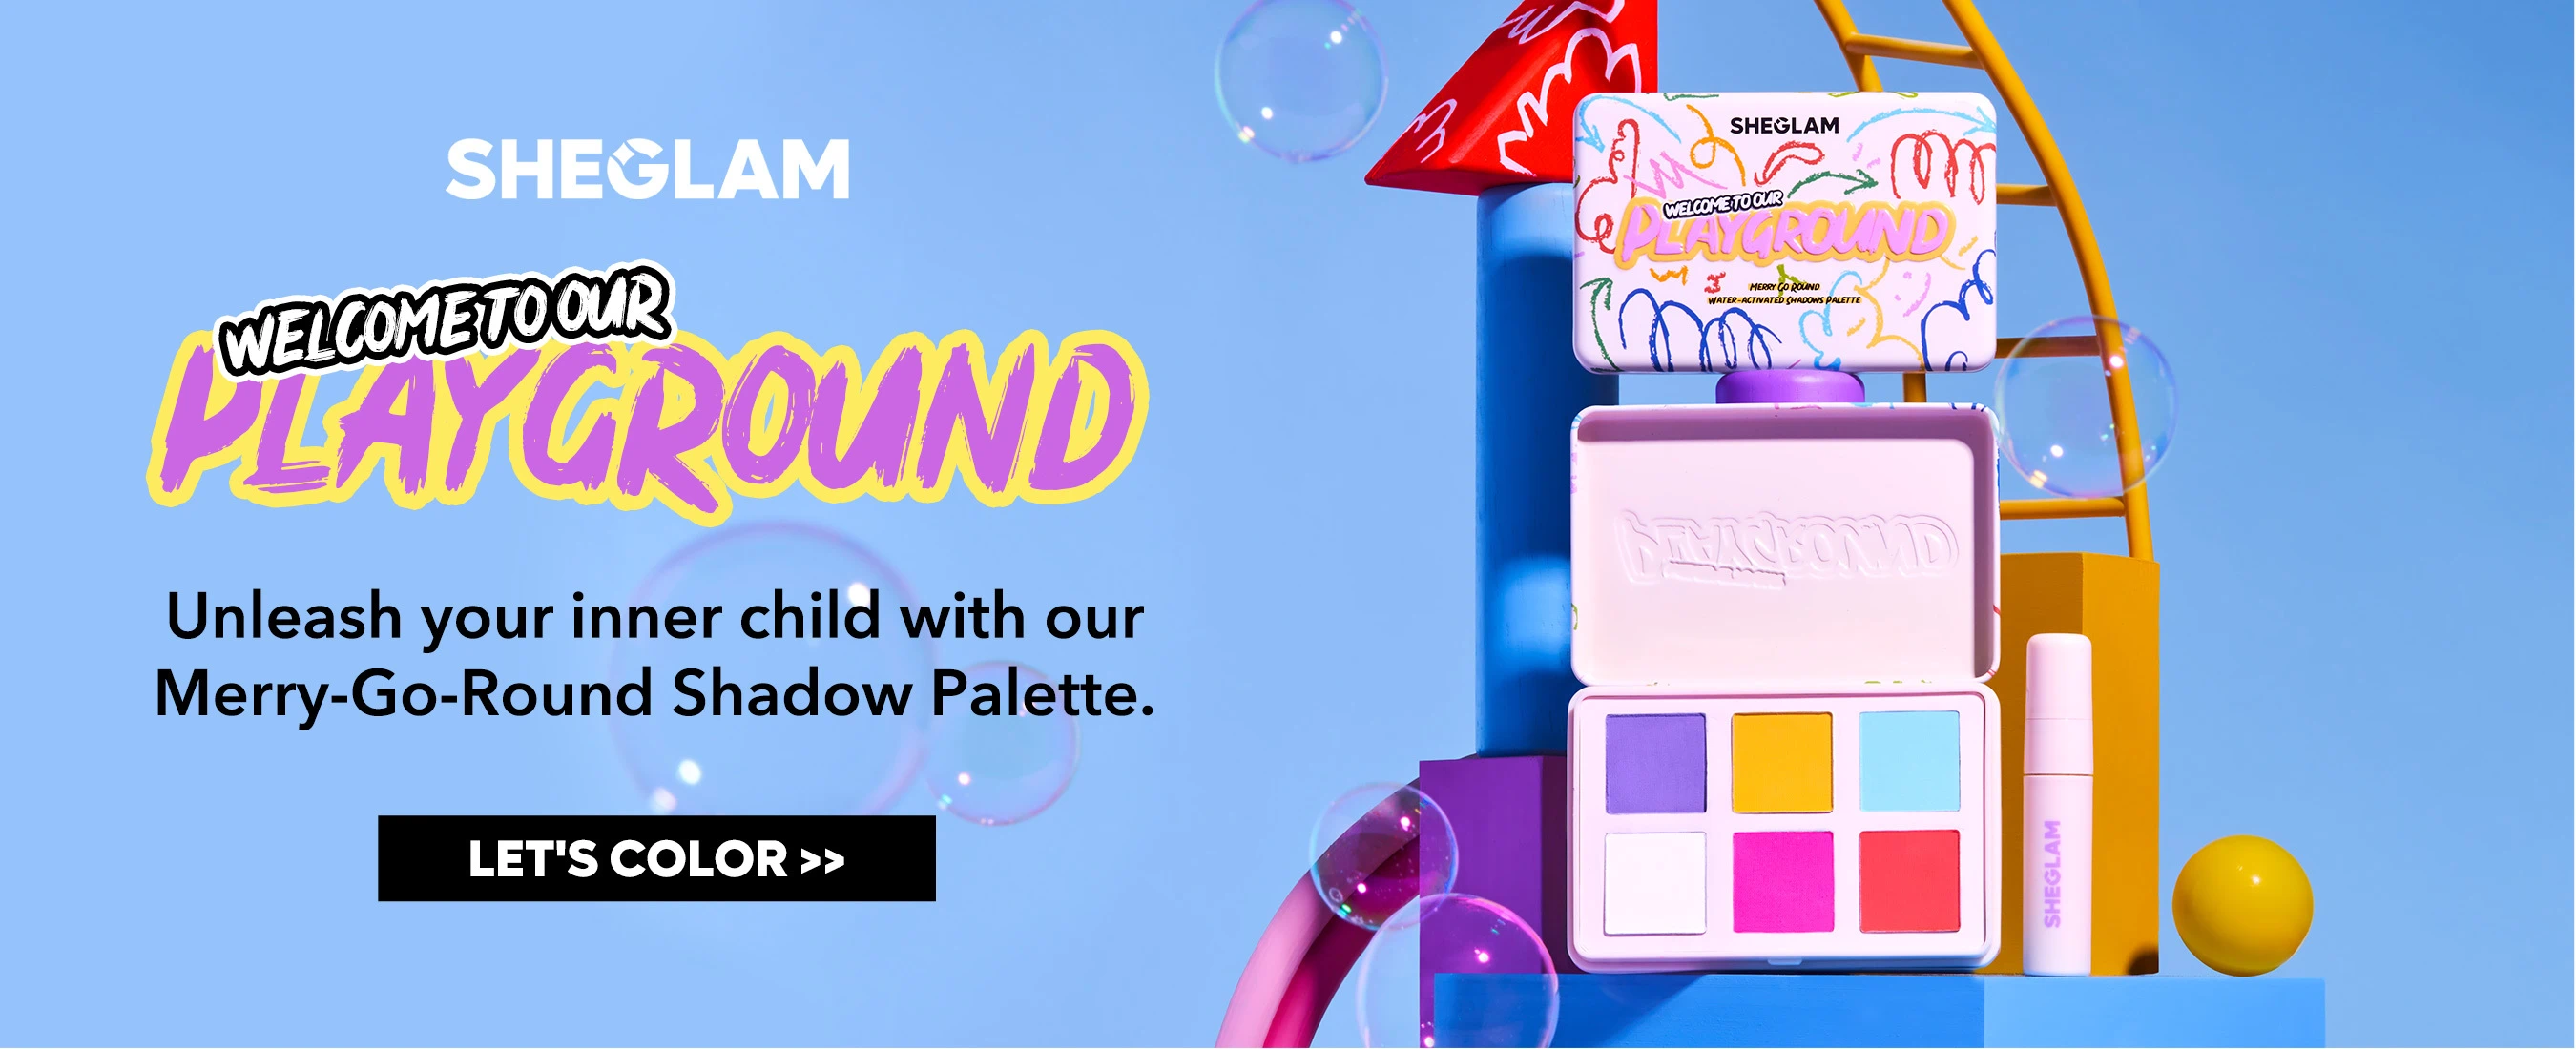 SHEGLAM
WELCOME TO OUR
PLAYGROUND
Unleash your inner child with our
Merry-Go-Round Shadow Palette.
LET'S COLOR >>
SHEGLAM
WELCOME TO OUR
PLAYGROUND
MERRY GO ROUND
WATER-ACTIVATED SHADOWS PALETTE
PLAYGROUND
SHEGLAM